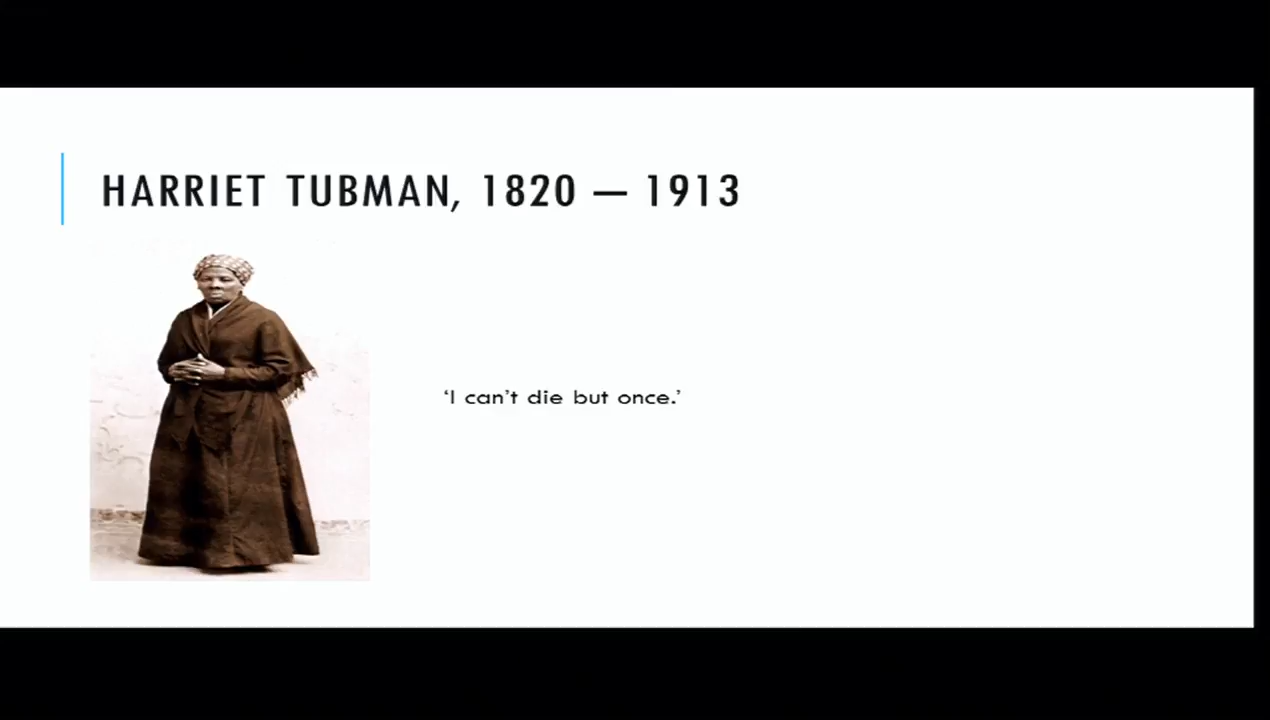 HARRIET TUBMAN, 1820 — 1913
‘I can’t die but once.’